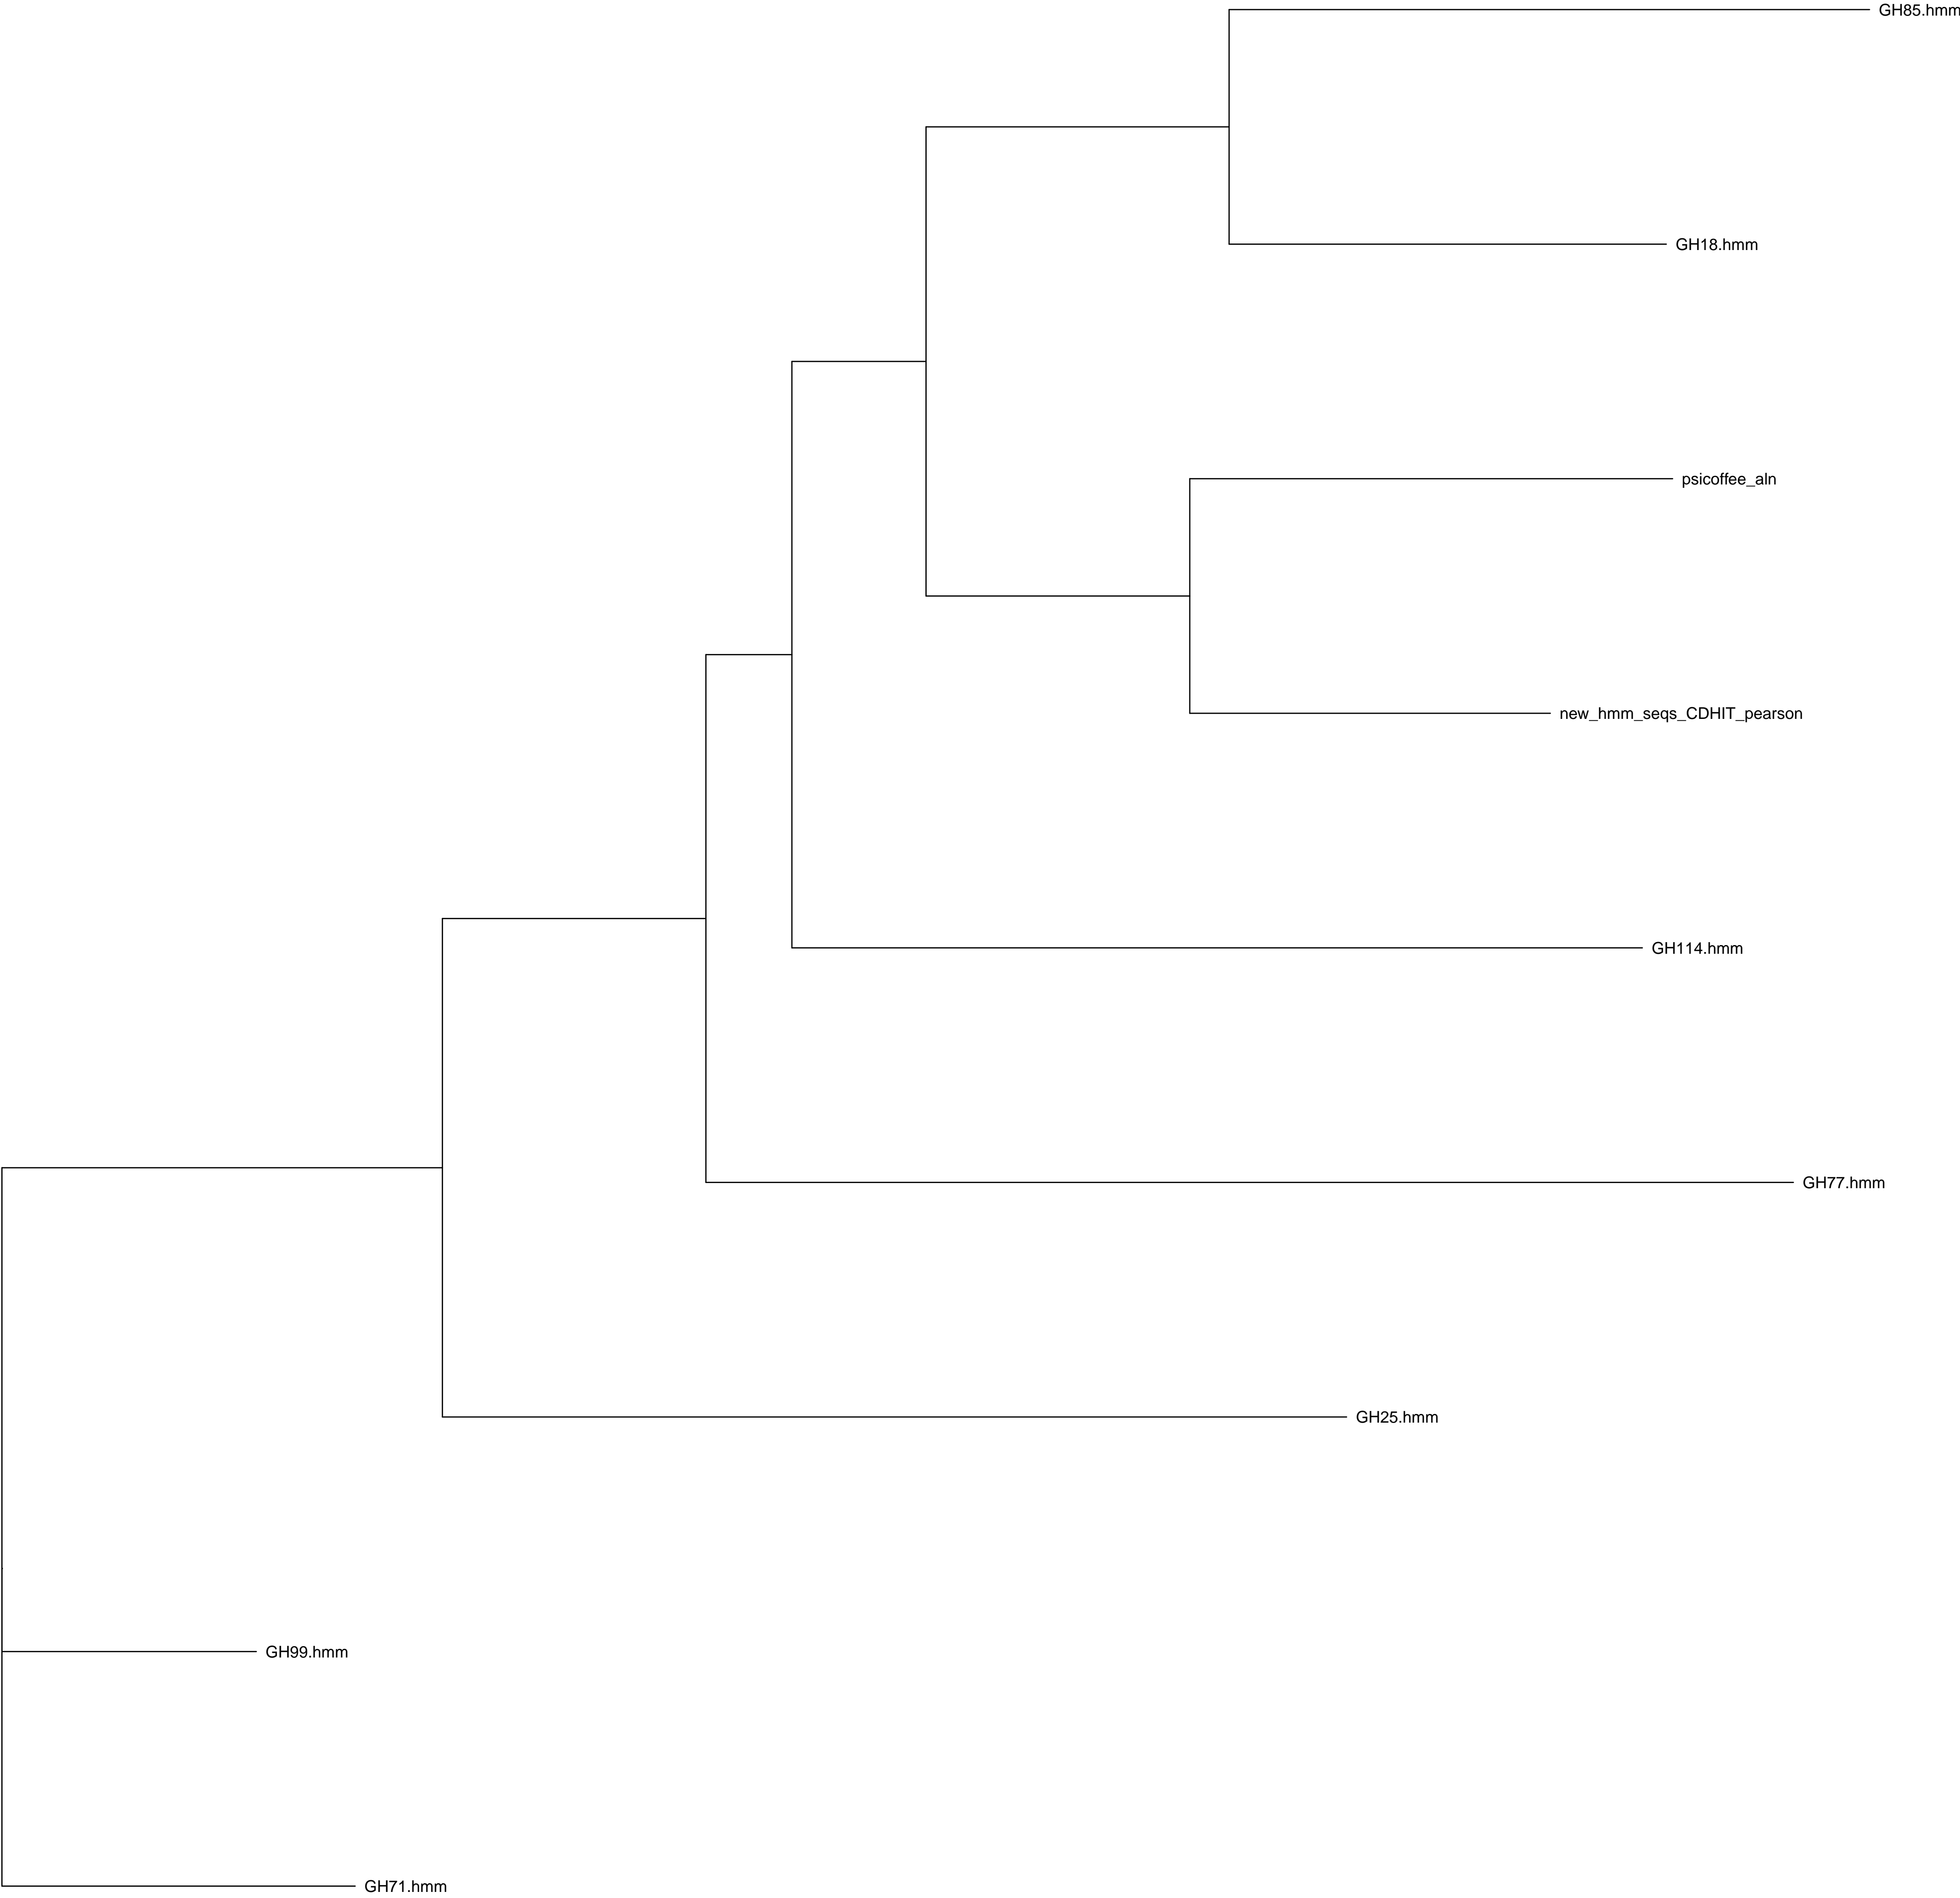 GH85.hmm
GH18.hmm
psicoffee_aln
new_hmm_seqs_CDHIT_pearson
GH114.hmm
GH77.hmm
GH25.hmm
GH99.hmm
GH71.hmm